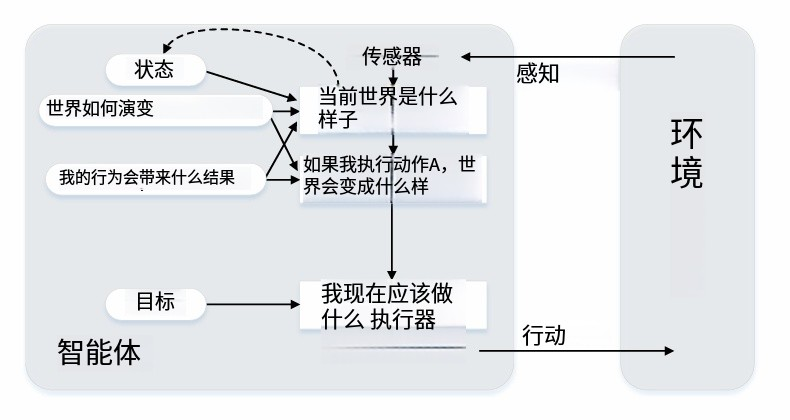 传感器
状态
感知
当前世界是什么
样子
世界如何演变
环
境
如果我执行动作A，世
界会变成什么样
我的行为会带来什么结果
目标
我现在应该做
什么 执行器
行动
智能体